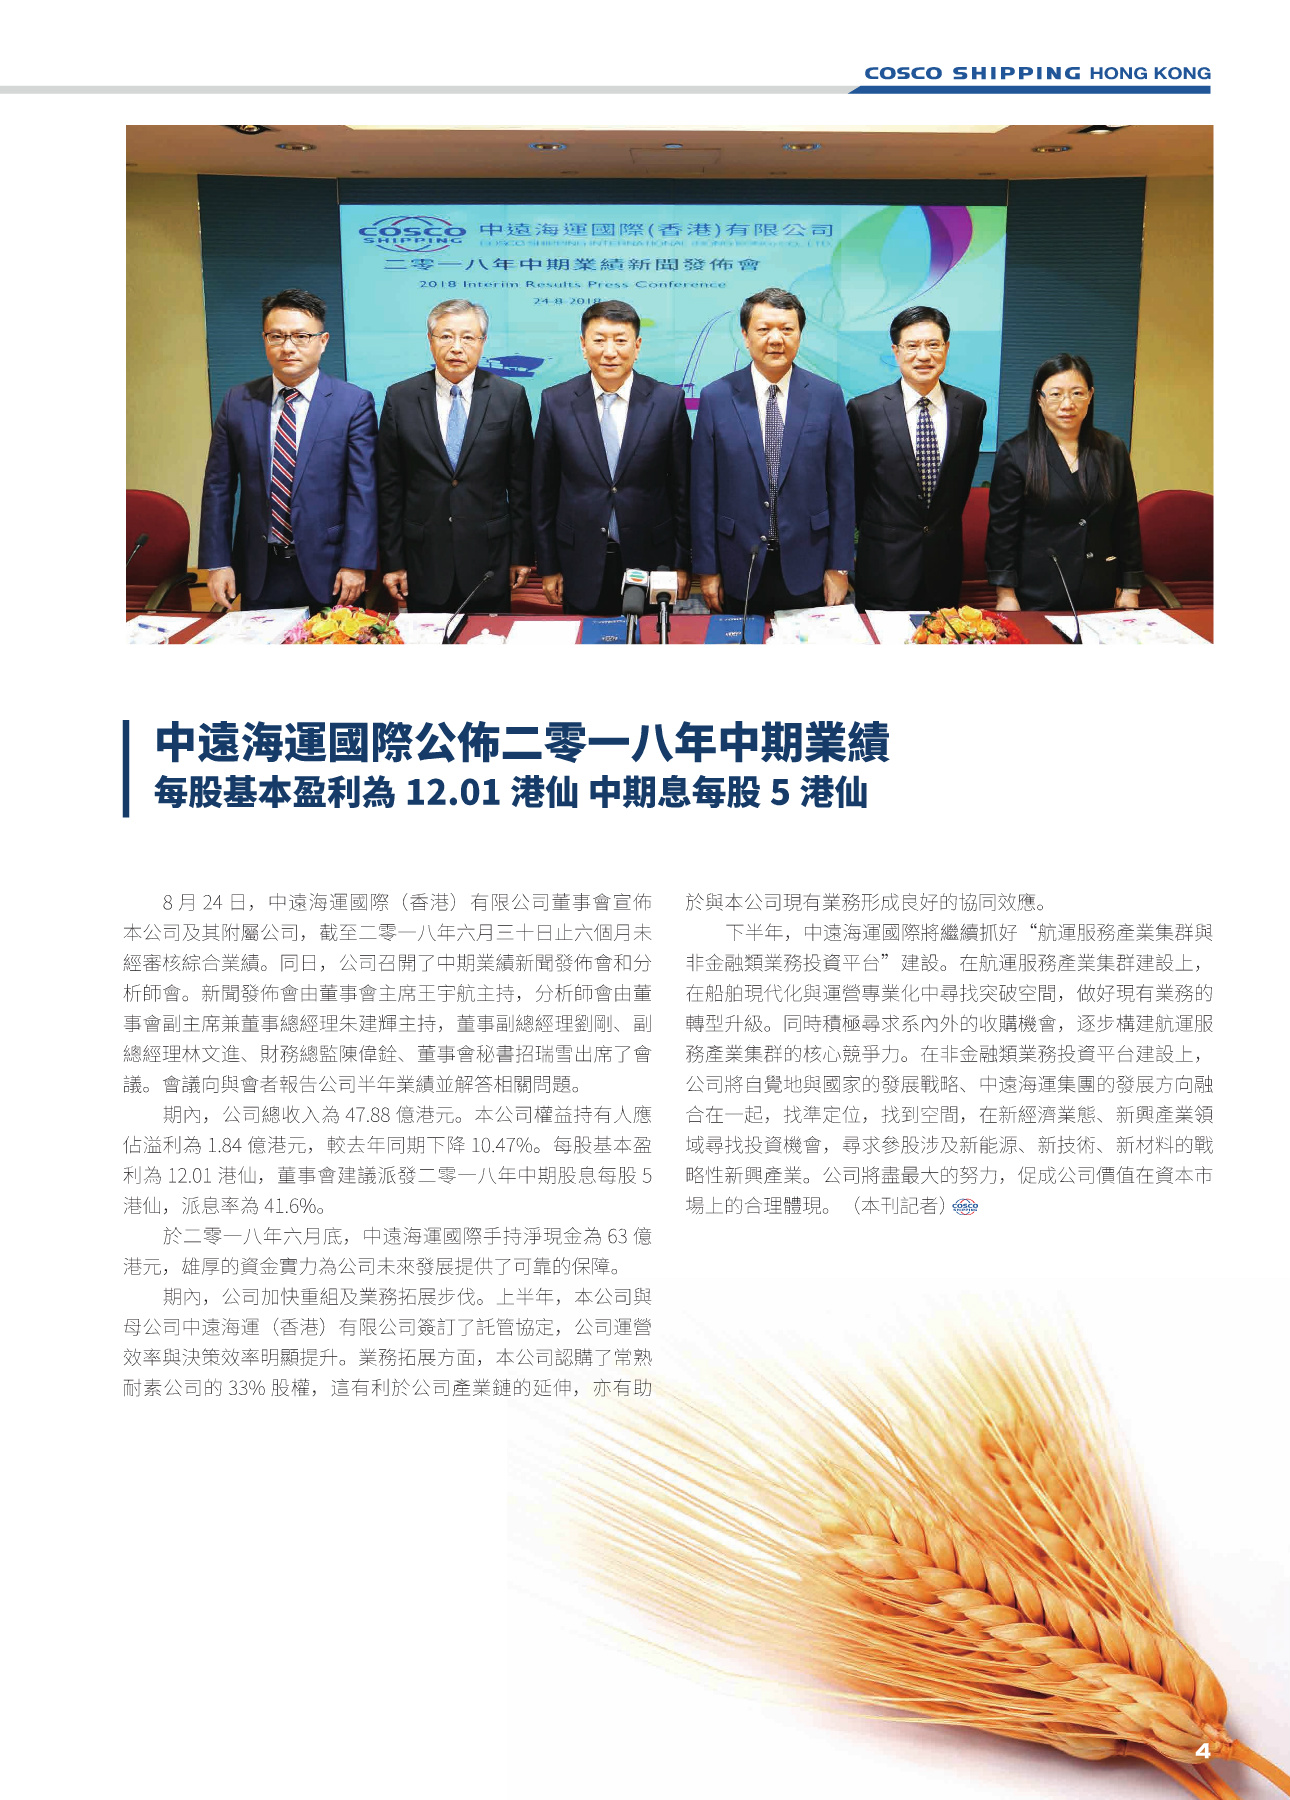 COSCO SHIPPING HONG KONG
COSCO
SHIPPING
中遠海運國際(香港)有限公司
COSCO SHIPPING INTERNATIONAL (HONG KONG) CO., LTD.
二零一八年中期業績新聞發佈會
2018 Interim Results Press Conference
24-8-2018
中遠海運國際公佈二零一八年中期業績
每股基本盈利為 12.01 港仙 中期息每股 5 港仙
8 月 24 日，中遠海運國際（香港）有限公司董事會宣佈
本公司及其附屬公司，截至二零一八年六月三十日止六個月未
經審核綜合業績。同日，公司召開了中期業績新聞發佈會和分
析師會。新聞發佈會由董事會主席王宇航主持，分析師會由董
事會副主席兼董事總經理朱建輝主持，董事副總經理劉剛、副
總經理林文進、財務總監陳偉銓、董事會秘書招瑞雪出席了會
議。會議向與會者報告公司半年業績並解答相關問題。
期內，公司總收入為 47.88 億港元。本公司權益持有人應
佔溢利為 1.84 億港元，較去年同期下降 10.47%。每股基本盈
利為 12.01 港仙，董事會建議派發二零一八年中期股息每股 5
港仙，派息率為 41.6%。
於二零一八年六月底，中遠海運國際手持淨現金為 63 億
港元，雄厚的資金實力為公司未來發展提供了可靠的保障。
期內，公司加快重組及業務拓展步伐。上半年，本公司與
母公司中遠海運（香港）有限公司簽訂了託管協定，公司運營
效率與決策效率明顯提升。業務拓展方面，本公司認購了常熟
耐素公司的 33% 股權，這有利於公司產業鏈的延伸，亦有助
於與本公司現有業務形成良好的協同效應。
下半年，中遠海運國際將繼續抓好“航運服務產業集群與
非金融類業務投資平台”建設。在航運服務產業集群建設上，
在船舶現代化與運營專業化中尋找突破空間，做好現有業務的
轉型升級。同時積極尋求系內外的收購機會，逐步構建航運服
務產業集群的核心競爭力。在非金融類業務投資平台建設上，
公司將自覺地與國家的發展戰略、中遠海運集團的發展方向融
合在一起，找準定位，找到空間，在新經濟業態、新興產業領
域尋找投資機會，尋求參股涉及新能源、新技術、新材料的戰
略性新興產業。公司將盡最大的努力，促成公司價值在資本市
場上的合理體現。（本刊記者）COSCO SHIPPING
4